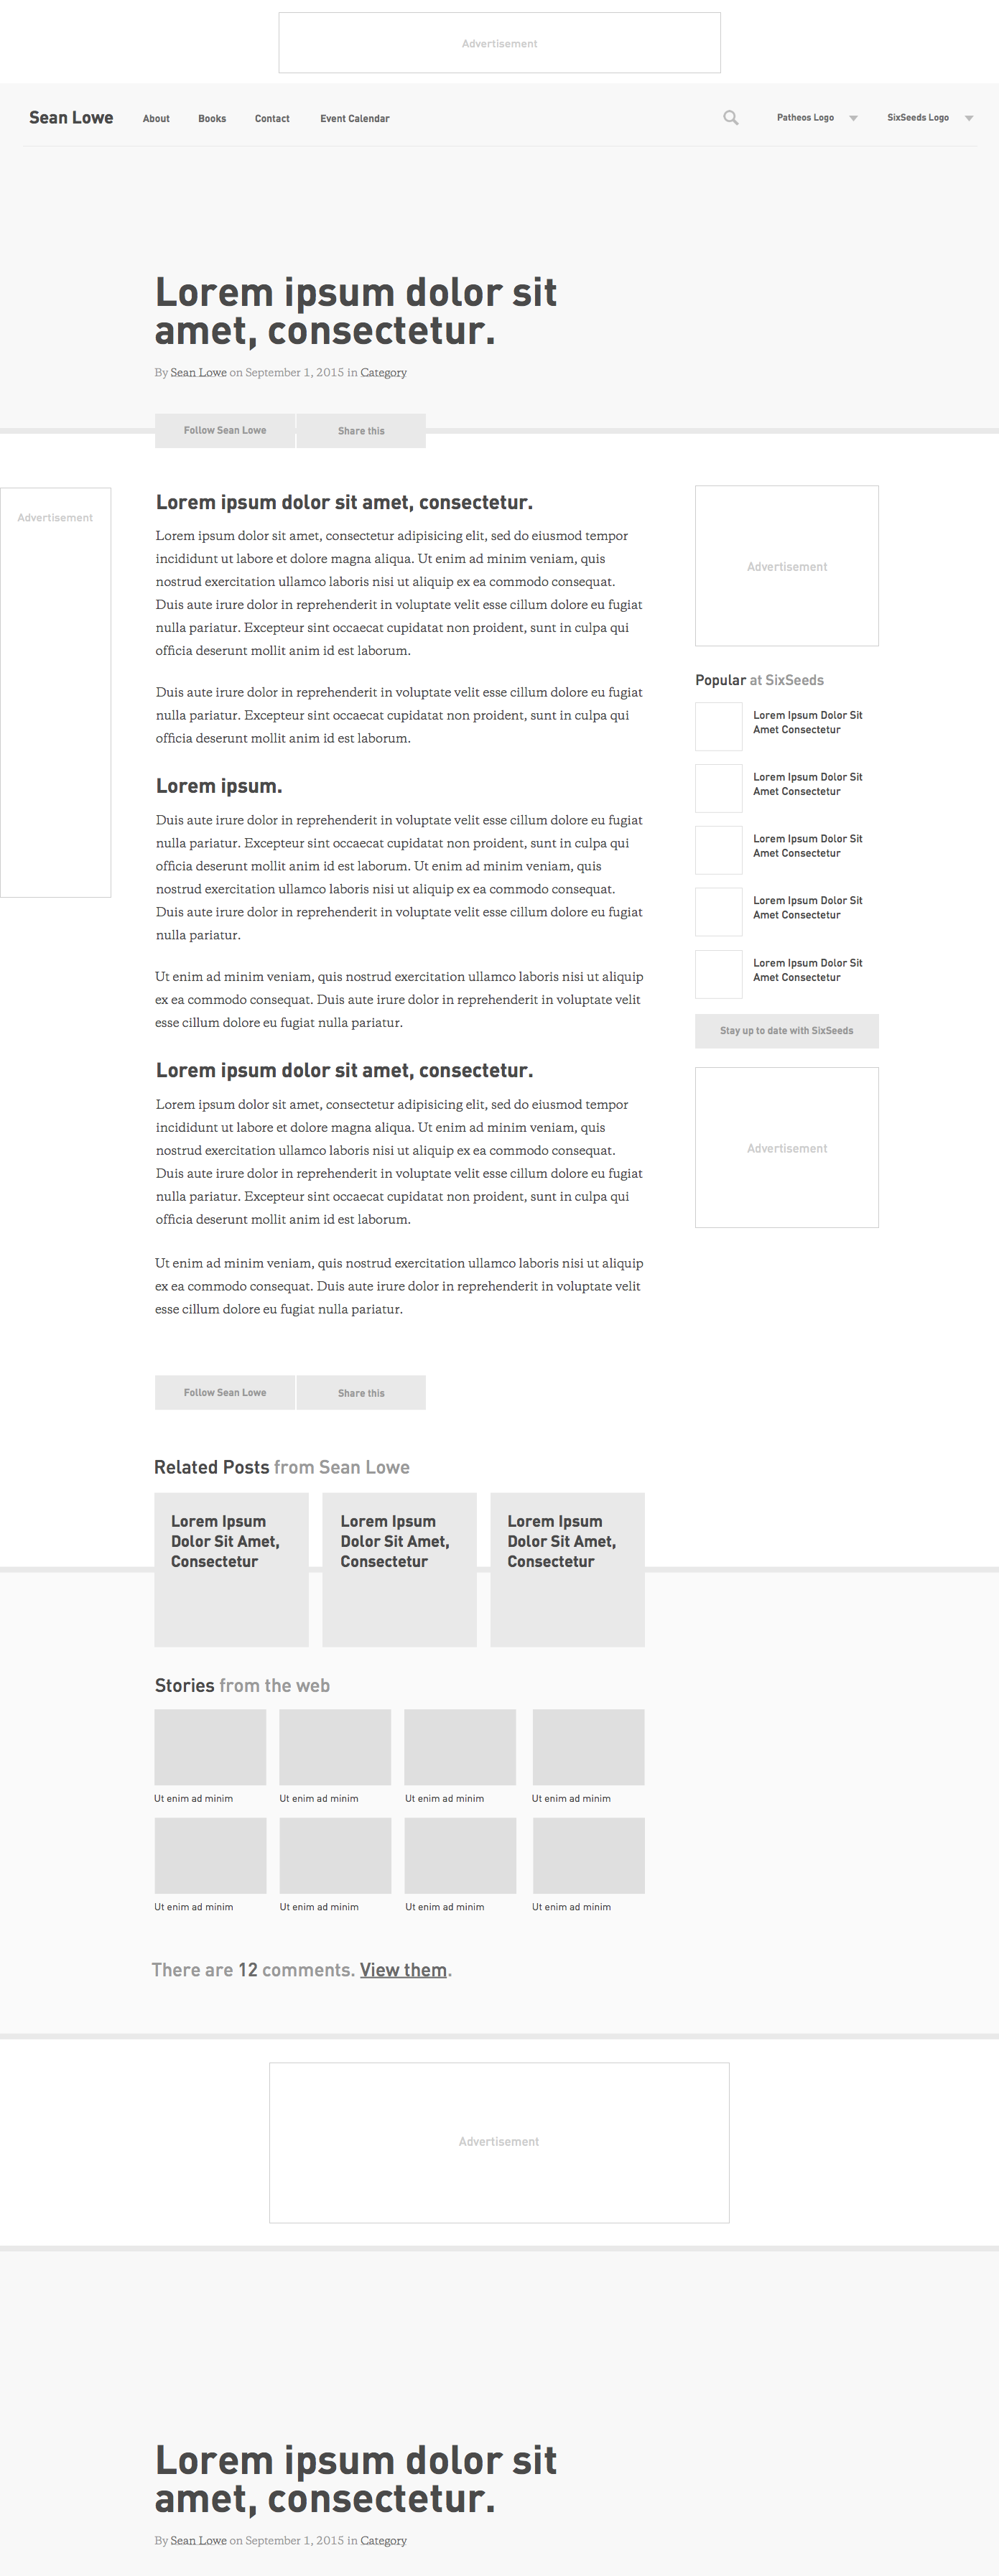 Advertisement
Sean Lowe About Books Contact Event Calendar Patheos Logo SixSeeds Logo
Lorem ipsum dolor sit
amet, consectetur.
By Sean Lowe on September 1, 2015 in Category
Follow Sean Lowe Share this
Advertisement
Lorem ipsum dolor sit amet, consectetur.
Lorem ipsum dolor sit amet, consectetur adipisicing elit, sed do eiusmod tempor
incididunt ut labore et dolore magna aliqua. Ut enim ad minim veniam, quis
nostrud exercitation ullamco laboris nisi ut aliquip ex ea commodo consequat.
Duis aute irure dolor in reprehenderit in voluptate velit esse cillum dolore eu fugiat
nulla pariatur. Excepteur sint occaecat cupidatat non proident, sunt in culpa qui
officia deserunt mollit anim id est laborum.
Duis aute irure dolor in reprehenderit in voluptate velit esse cillum dolore eu fugiat
nulla pariatur. Excepteur sint occaecat cupidatat non proident, sunt in culpa qui
officia deserunt mollit anim id est laborum.
Lorem ipsum.
Duis aute irure dolor in reprehenderit in voluptate velit esse cillum dolore eu fugiat
nulla pariatur. Excepteur sint occaecat cupidatat non proident, sunt in culpa qui
officia deserunt mollit anim id est laborum. Ut enim ad minim veniam, quis
nostrud exercitation ullamco laboris nisi ut aliquip ex ea commodo consequat.
Duis aute irure dolor in reprehenderit in voluptate velit esse cillum dolore eu fugiat
nulla pariatur.
Ut enim ad minim veniam, quis nostrud exercitation ullamco laboris nisi ut aliquip
ex ea commodo consequat. Duis aute irure dolor in reprehenderit in voluptate velit
esse cillum dolore eu fugiat nulla pariatur.
Lorem ipsum dolor sit amet, consectetur.
Lorem ipsum dolor sit amet, consectetur adipisicing elit, sed do eiusmod tempor
incididunt ut labore et dolore magna aliqua. Ut enim ad minim veniam, quis
nostrud exercitation ullamco laboris nisi ut aliquip ex ea commodo consequat.
Duis aute irure dolor in reprehenderit in voluptate velit esse cillum dolore eu fugiat
nulla pariatur. Excepteur sint occaecat cupidatat non proident, sunt in culpa qui
officia deserunt mollit anim id est laborum.
Ut enim ad minim veniam, quis nostrud exercitation ullamco laboris nisi ut aliquip
ex ea commodo consequat. Duis aute irure dolor in reprehenderit in voluptate velit
esse cillum dolore eu fugiat nulla pariatur.
Follow Sean Lowe Share this
Advertisement
Popular at SixSeeds
Lorem Ipsum Dolor Sit
Amet Consectetur
Lorem Ipsum Dolor Sit
Amet Consectetur
Lorem Ipsum Dolor Sit
Amet Consectetur
Lorem Ipsum Dolor Sit
Amet Consectetur
Lorem Ipsum Dolor Sit
Amet Consectetur
Stay up to date with SixSeeds
Advertisement
Related Posts from Sean Lowe
Lorem Ipsum
Dolor Sit Amet,
Consectetur
Lorem Ipsum
Dolor Sit Amet,
Consectetur
Lorem Ipsum
Dolor Sit Amet,
Consectetur
Stories from the web
Ut enim ad minim Ut enim ad minim Ut enim ad minim Ut enim ad minim
Ut enim ad minim Ut enim ad minim Ut enim ad minim Ut enim ad minim
There are 12 comments. View them.
Advertisement
Lorem ipsum dolor sit
amet, consectetur.
By Sean Lowe on September 1, 2015 in Category